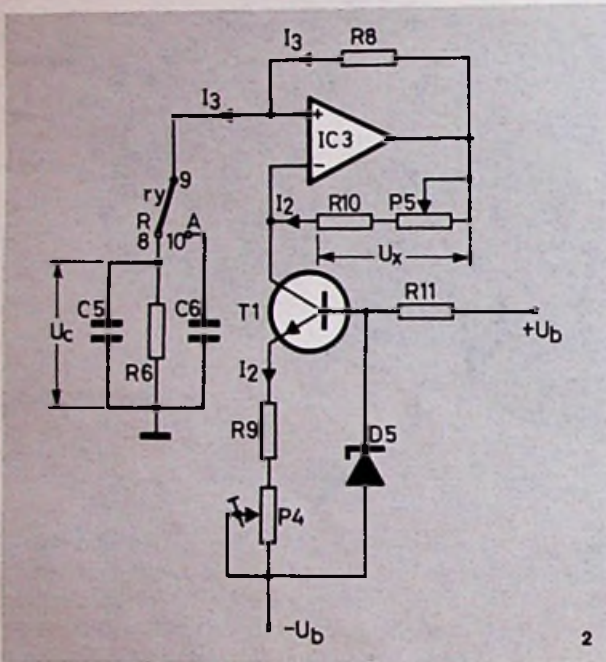 I3
R8
I3
+
IC3
-
9
ry
R
8
10
A
I2
R10
P5
Ux
C5
C6
Uc
R6
T1
R11
+Ub
I2
R9
D5
P4
-Ub
2